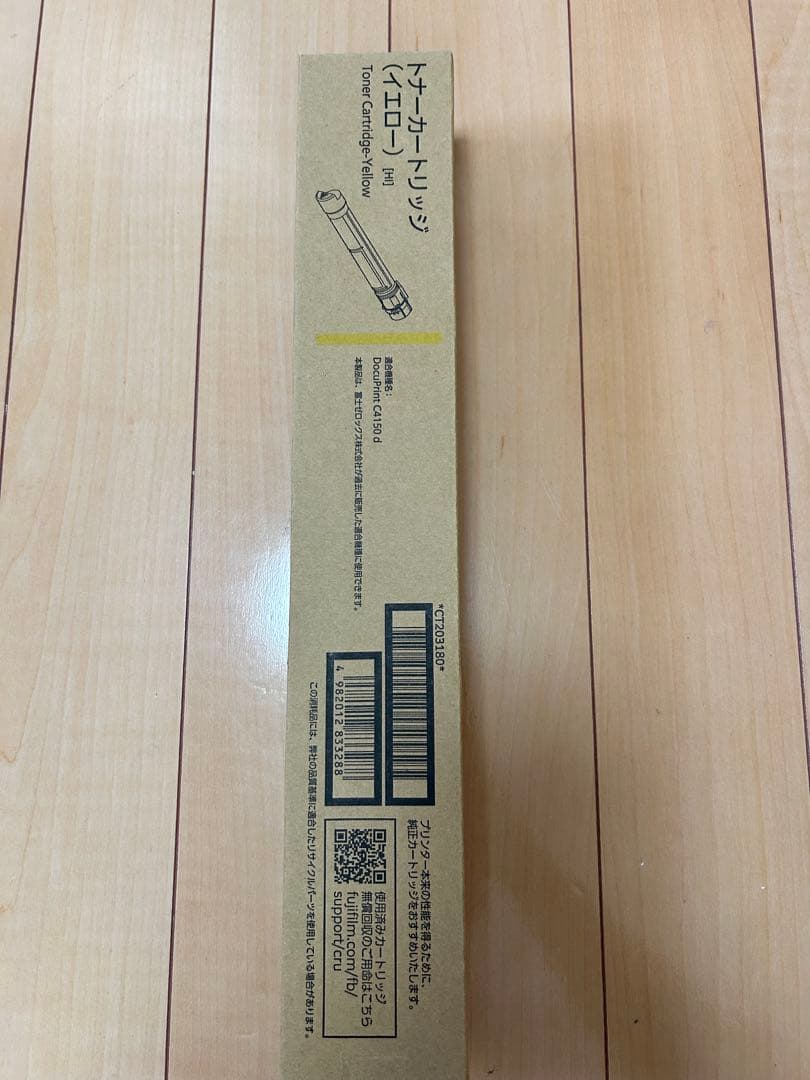 トナーカートリッジ
(イエロー) [HI]
Toner Cartridge-Yellow
適合機種名：
DocuPrint C4150 d
本製品は、富士ゼロックス株式会社が過去に販売した適合機種に使用できます。
*CT203180*
4 982012 833288
プリンター本来の性能を得るために、
純正カートリッジをおすすめいたします。
使用済みカートリッジ
無償回収のご用命はこちら
fujifilm.com/fb/
support/cru
この消耗品には、弊社の品質基準に適合したリサイクルパーツを使用している場合があります。